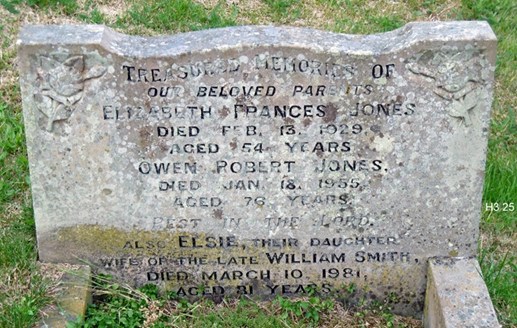 TREASURED MEMORIES OF
OUR BELOVED PARENTS
ELIZABETH FRANCES JONES
DIED FEB. 13, 1929.
AGED 54 YEARS
OWEN ROBERT JONES,
DIED JAN. 18, 1955,
AGED 76 YEARS.
REST IN THE LORD.
ALSO ELSIE, THEIR DAUGHTER
WIFE OF THE LATE WILLIAM SMITH,
DIED MARCH 10, 1981,
AGED 81 YEARS.
H3.25